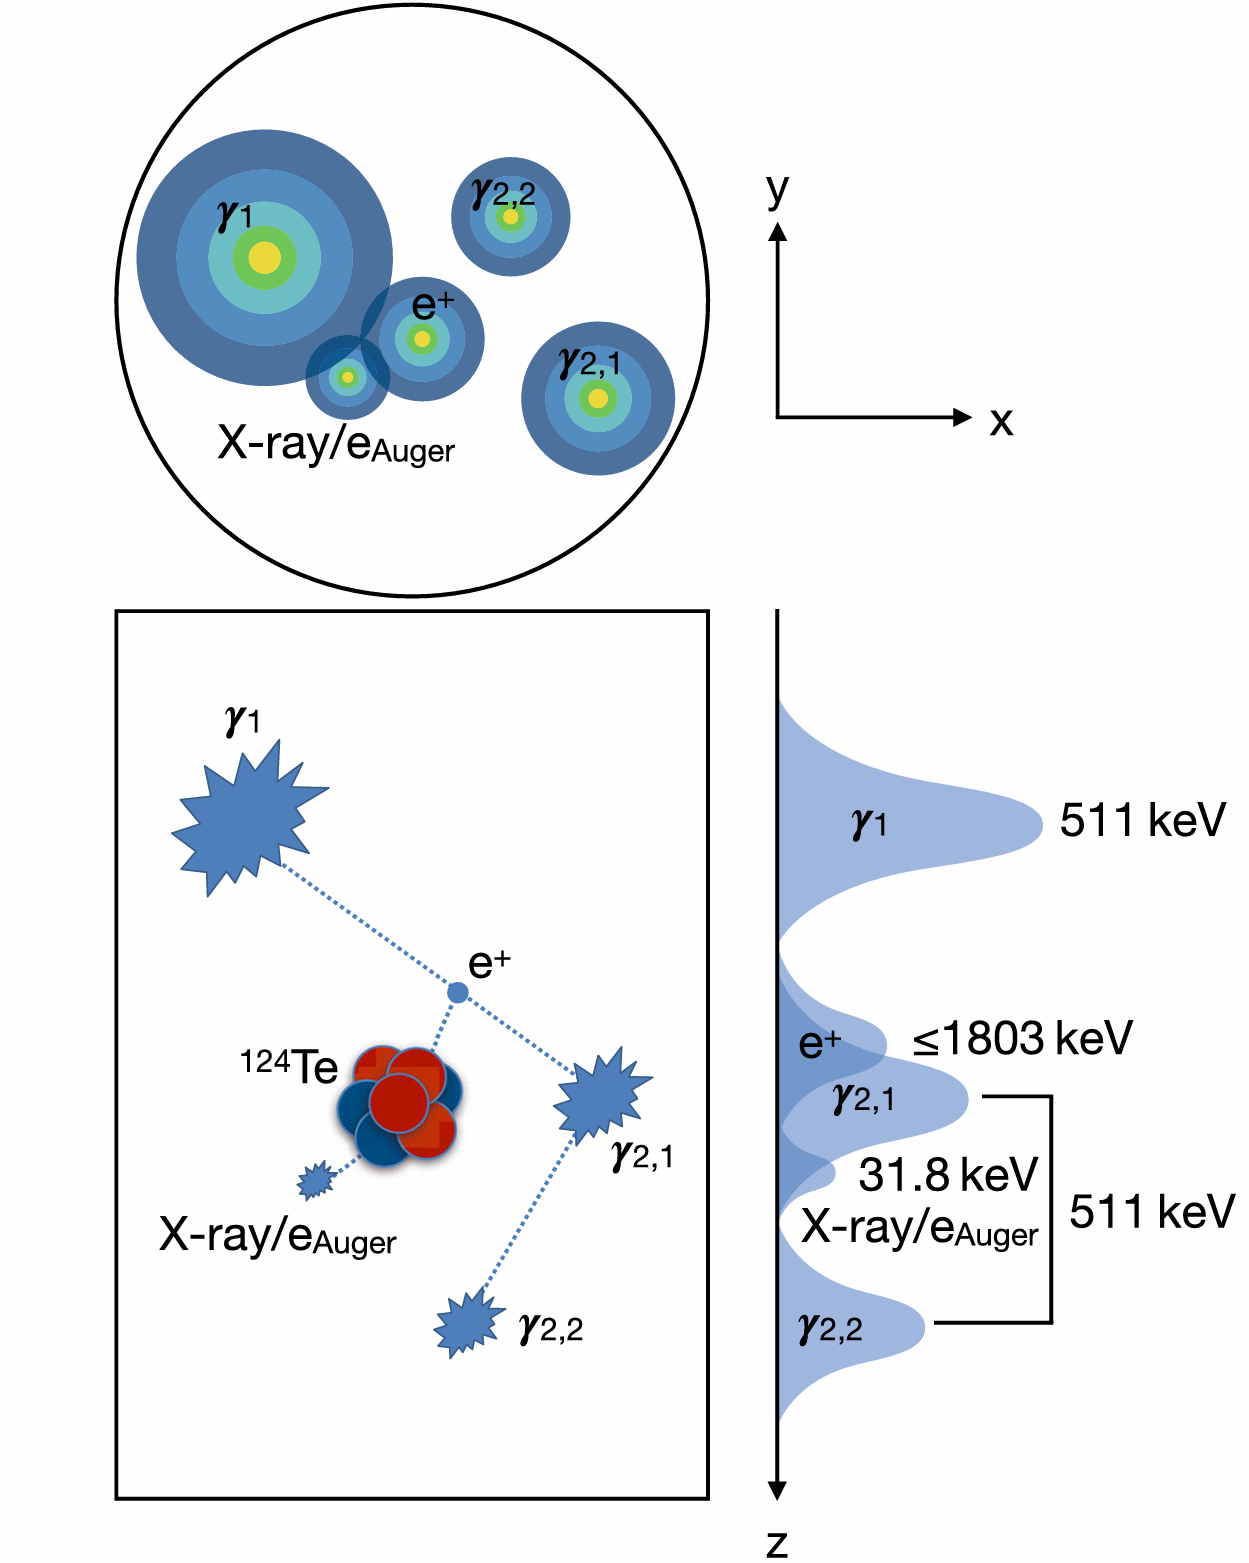 y
γ2,2
γ1
e⁺
γ2,1
x
X-ray/eAuger
γ1
γ1
511 keV
e⁺
≤1803 keV
e⁺
¹²⁴Te
γ2,1
γ2,1
31.8 keV
X-ray/eAuger
511 keV
X-ray/eAuger
γ2,2
γ2,2
z